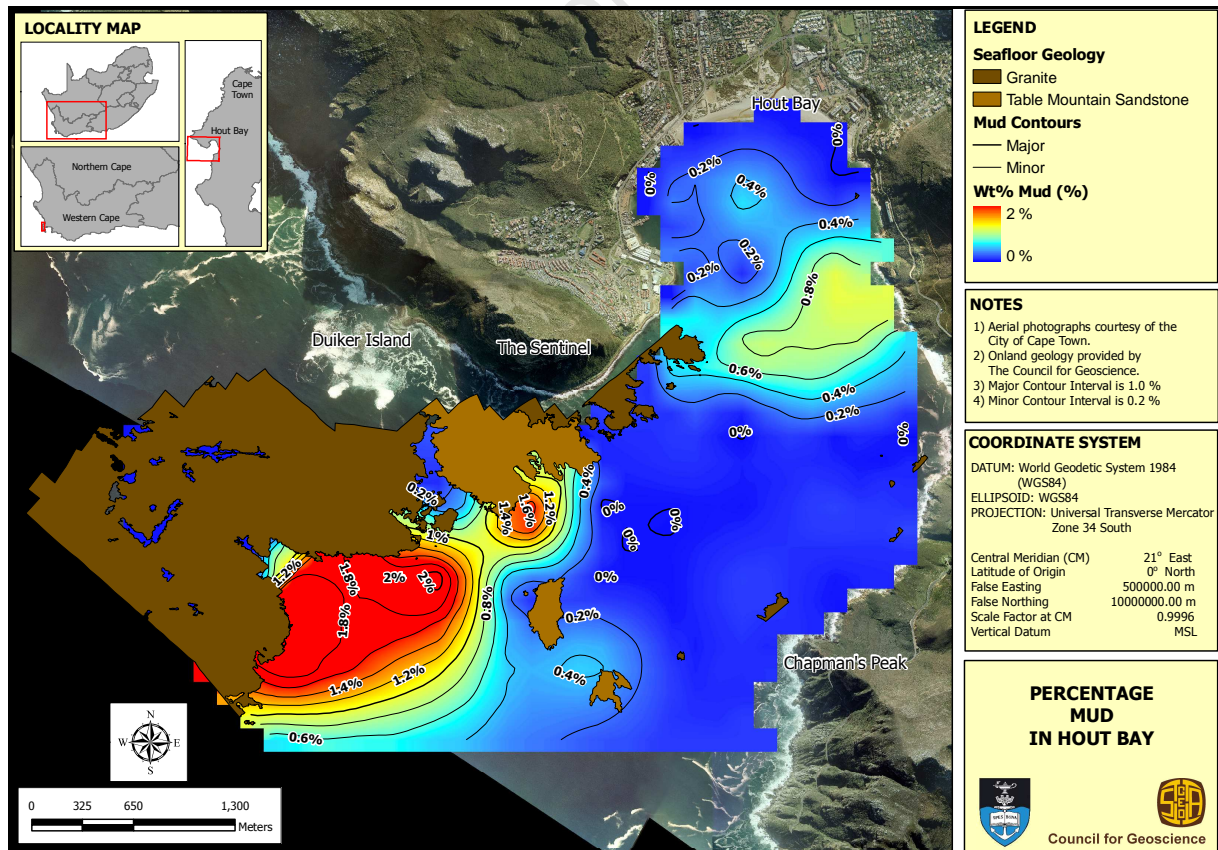 LOCALITY MAP
Cape
Town
Hout Bay
Northern Cape
Western Cape
Hout Bay
Duiker Island
The Sentinel
Chapman's Peak
0%
0.2%
0%
0.4%
0.4%
0.2%
0.2%
0.8%
0.6%
0.4%
0.2%
0%
0%
0.4%
0.2%
1.6%
1.2%
1.4%
0%
0%
0%
1%
1.2%
1.8%
2%
2%
0%
0.8%
0.2%
1.8%
0.4%
1.2%
1.4%
0.6%
N
W
E
S
0
325
650
1,300
Meters
LEGEND
Seafloor Geology
Granite
Table Mountain Sandstone
Mud Contours
Major
Minor
Wt% Mud (%)
2 %
0 %
NOTES
1) Aerial photographs courtesy of the
City of Cape Town.
2) Onland geology provided by
The Council for Geoscience.
3) Major Contour Interval is 1.0 %
4) Minor Contour Interval is 0.2 %
COORDINATE SYSTEM
DATUM: World Geodetic System 1984
(WGS84)
ELLIPSOID: WGS84
PROJECTION: Universal Transverse Mercator
Zone 34 South
Central Meridian (CM) 21° East
Latitude of Origin 0° North
False Easting 500000.00 m
False Northing 10000000.00 m
Scale Factor at CM 0.9996
Vertical Datum MSL
PERCENTAGE
MUD
IN HOUT BAY
SPES BONA
Council for Geoscience